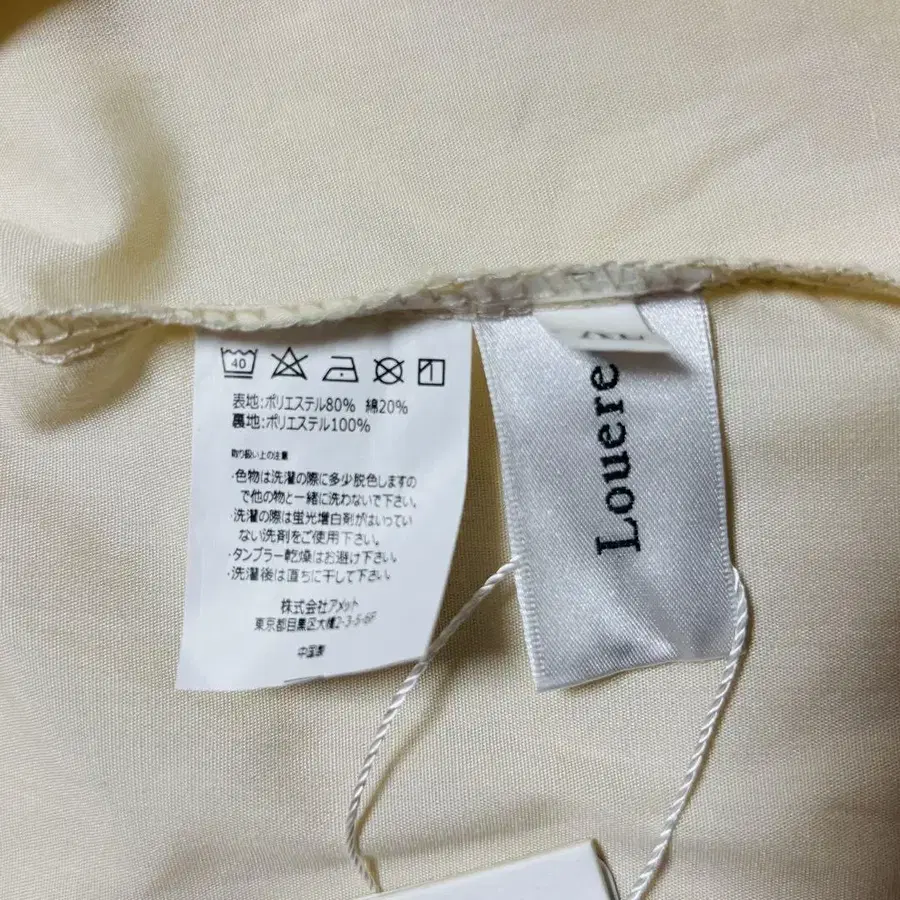 40
表地:ポリエステル80% 綿20%
裏地:ポリエステル100%
取り扱い上の注意
・色物は洗濯の際に多少脱色しますの
で他の物と一緒に洗わないで下さい。
・洗濯の際は蛍光増白剤がはいってい
ない洗剤をご使用下さい。
・タンブラー乾燥はお避け下さい。
・洗濯後は直ちに干して下さい。
株式会社アメット
東京都目黒区大橋2-3-5-6F
中国製
Louere